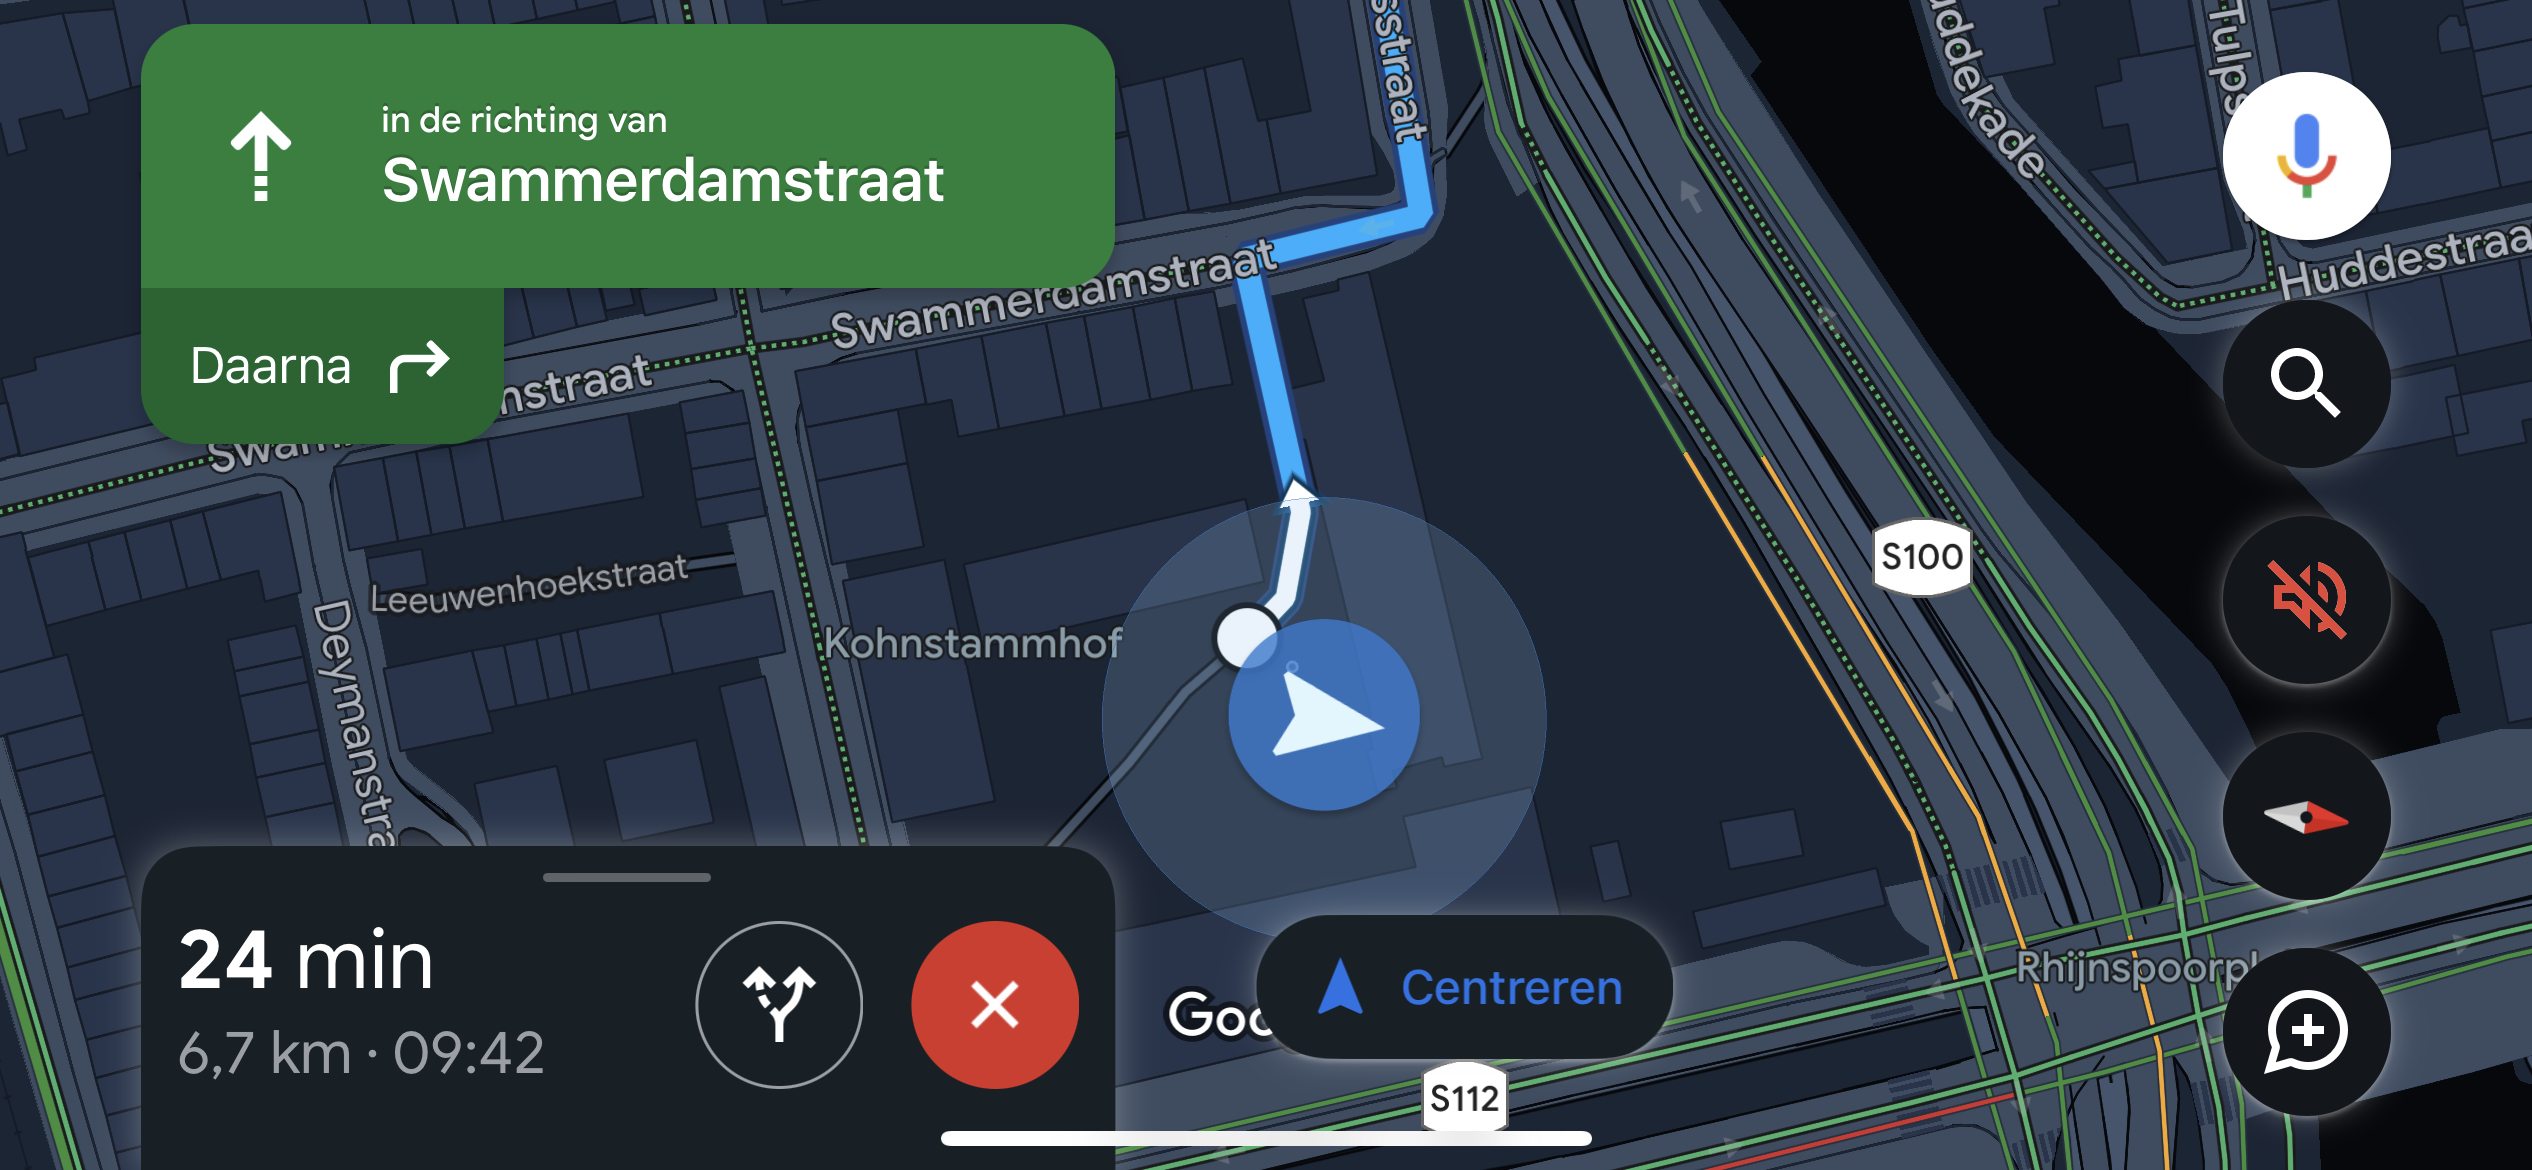 in de richting van
Swammerdamstraat
Daarna
sstraat
Swammerdamstraat
nstraat
Swam
Leeuwenhoekstraat
Deymanstra
Kohnstammhof
uddekade
Tulps
Huddestraa
S100
Rhijnspoorpl
24 min
6,7 km · 09:42
Goo
Centreren
S112